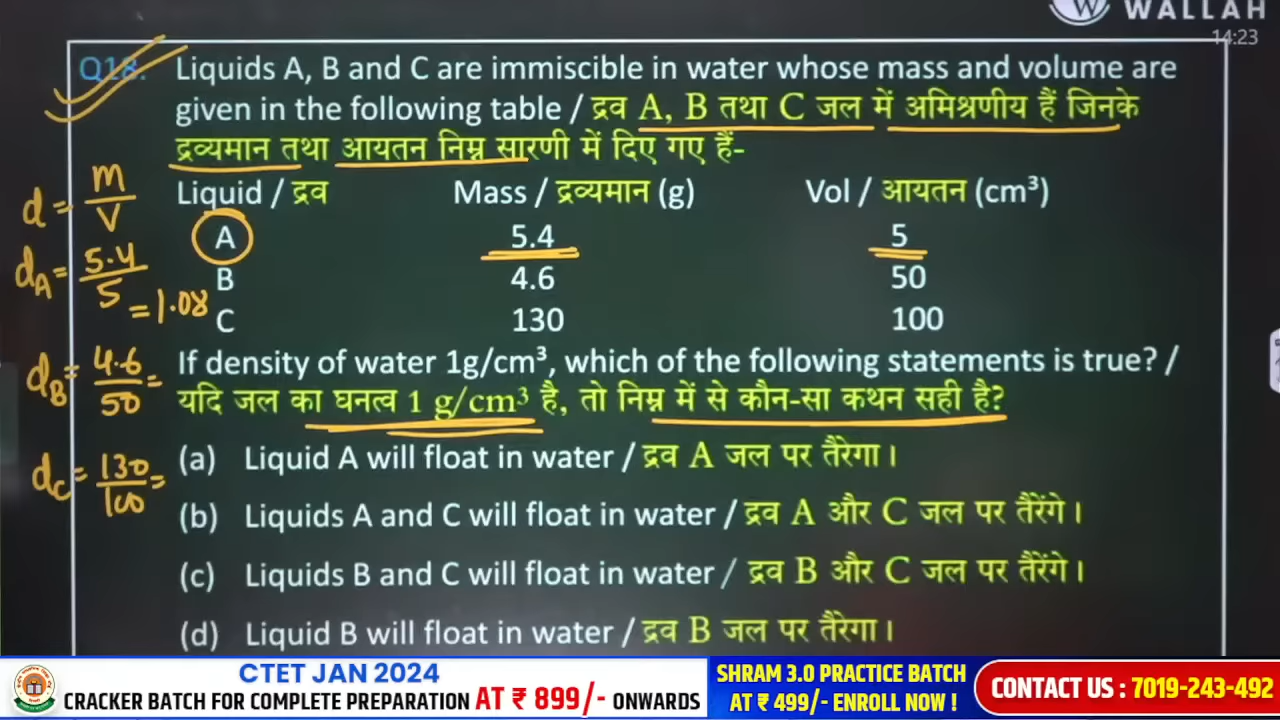 WALLAH
14:23
Q18. Liquids A, B and C are immiscible in water whose mass and volume are
given in the following table / द्रव A, B तथा C जल में अमिश्रणीय हैं जिनके
द्रव्यमान तथा आयतन निम्न सारणी में दिए गए हैं-
Liquid / द्रव Mass / द्रव्यमान (g) Vol / आयतन (cm³)
A 5.4 5
B 4.6 50
C 130 100
d = m/V
dA = 5.4/5
= 1.08
dB = 4.6/50 =
dC = 130/100 =
If density of water 1g/cm³, which of the following statements is true? /
यदि जल का घनत्व 1 g/cm³ है, तो निम्न में से कौन-सा कथन सही है?
(a) Liquid A will float in water / द्रव A जल पर तैरेगा।
(b) Liquids A and C will float in water / द्रव A और C जल पर तैरेंगे।
(c) Liquids B and C will float in water / द्रव B और C जल पर तैरेंगे।
(d) Liquid B will float in water / द्रव B जल पर तैरेगा।
CTET JAN 2024
CRACKER BATCH FOR COMPLETE PREPARATION AT ₹ 899/- ONWARDS
SHRAM 3.0 PRACTICE BATCH
AT ₹ 499/- ENROLL NOW !
CONTACT US : 7019-243-492